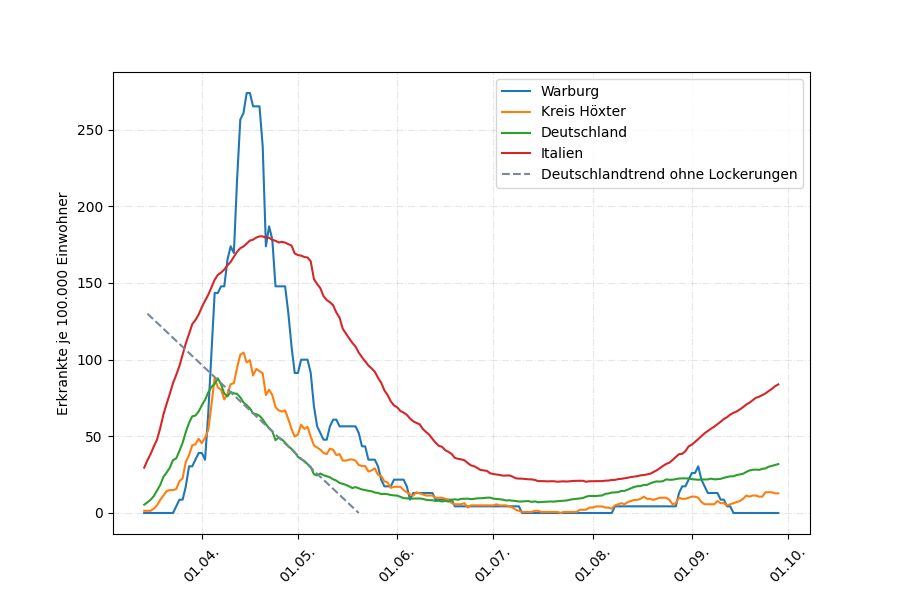 Warburg
Kreis Höxter
Deutschland
Italien
Deutschlandtrend ohne Lockerungen
Erkrankte je 100.000 Einwohner
250
200
150
100
50
0
01.04.
01.05.
01.06.
01.07.
01.08.
01.09.
01.10.